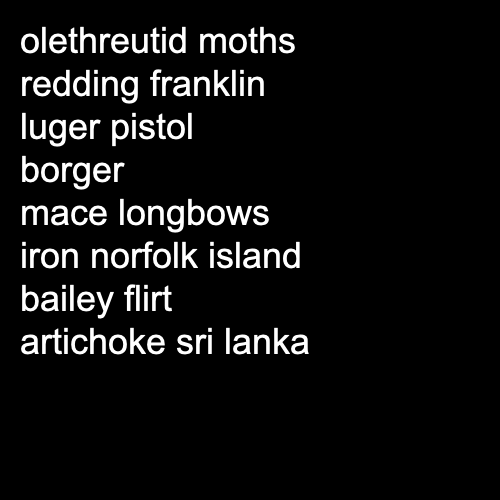 olethreutid moths
redding franklin
luger pistol
borger
mace longbows
iron norfolk island
bailey flirt
artichoke sri lanka